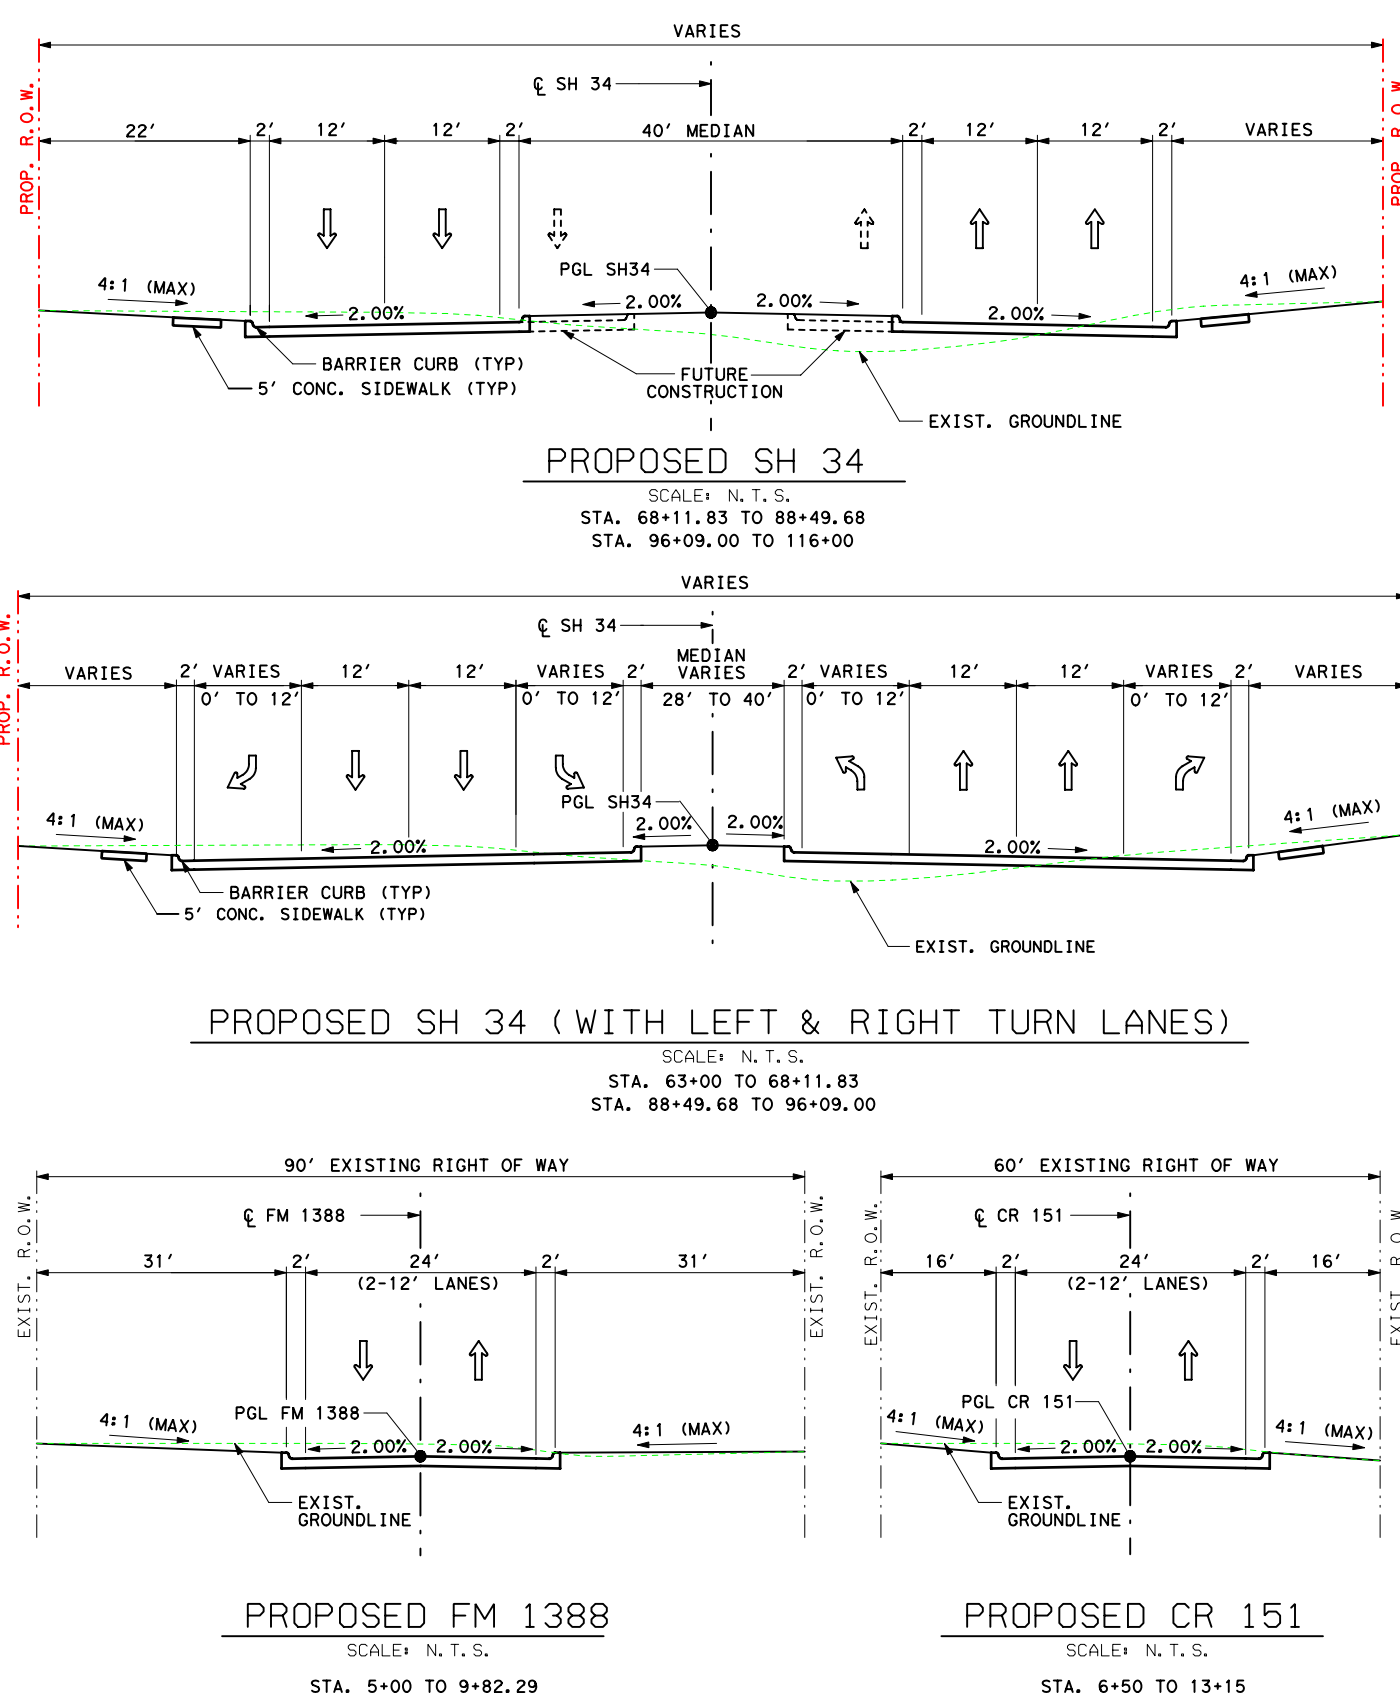 VARIES
℄ SH 34
PROP. R.O.W.
PROP. R.O.W.
22' 2' 12' 12' 2' 40' MEDIAN 2' 12' 12' 2' VARIES
PGL SH34
4:1 (MAX)
4:1 (MAX)
2.00% 2.00% 2.00% 2.00%
BARRIER CURB (TYP)
5' CONC. SIDEWALK (TYP)
FUTURE
CONSTRUCTION
EXIST. GROUNDLINE
PROPOSED SH 34
SCALE: N.T.S.
STA. 68+11.83 TO 88+49.68
STA. 96+09.00 TO 116+00
VARIES
℄ SH 34
PROP. R.O.W.
MEDIAN
VARIES 2' VARIES 12' 12' VARIES 2' VARIES 2' VARIES 12' 12' VARIES 2' VARIES
0' TO 12' 0' TO 12' 28' TO 40' 0' TO 12' 0' TO 12'
PGL SH34
4:1 (MAX)
4:1 (MAX)
2.00% 2.00% 2.00% 2.00%
BARRIER CURB (TYP)
5' CONC. SIDEWALK (TYP)
EXIST. GROUNDLINE
PROPOSED SH 34 (WITH LEFT & RIGHT TURN LANES)
SCALE: N.T.S.
STA. 63+00 TO 68+11.83
STA. 88+49.68 TO 96+09.00
90' EXISTING RIGHT OF WAY
℄ FM 1388
EXIST. R.O.W.
EXIST. R.O.W.
31' 2' 24' 2' 31'
(2-12' LANES)
PGL FM 1388
4:1 (MAX)
4:1 (MAX)
2.00% 2.00%
EXIST.
GROUNDLINE
PROPOSED FM 1388
SCALE: N.T.S.
STA. 5+00 TO 9+82.29
60' EXISTING RIGHT OF WAY
℄ CR 151
EXIST. R.O.W.
EXIST. R.O.W.
16' 2' 24' 2' 16'
(2-12' LANES)
PGL CR 151
4:1 (MAX)
4:1 (MAX)
2.00% 2.00%
EXIST.
GROUNDLINE
PROPOSED CR 151
SCALE: N.T.S.
STA. 6+50 TO 13+15